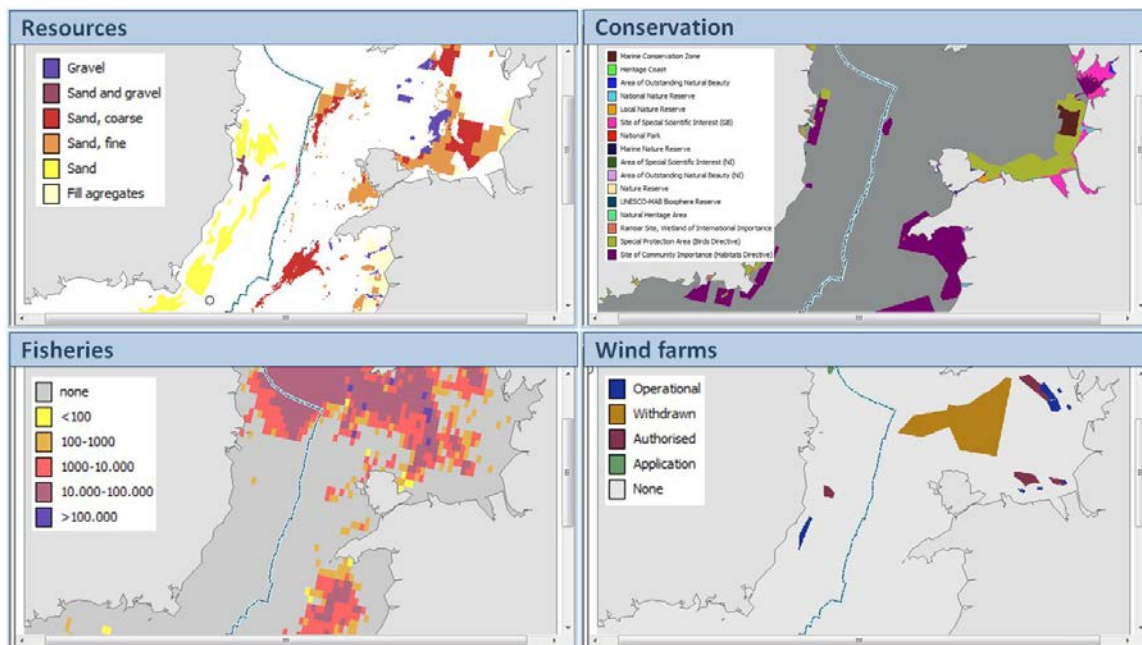 Resources
Gravel
Sand and gravel
Sand, coarse
Sand, fine
Sand
Fill agregates
Conservation
Marine Conservation Zone
Heritage Coast
Area of Outstanding Natural Beauty
National Nature Reserve
Local Nature Reserve
Site of Special Scientific Interest (GB)
National Park
Marine Nature Reserve
Area of Special Scientific Interest (NI)
Area of Outstanding Natural Beauty (NI)
Nature Reserve
UNESCO-MAB Biosphere Reserve
Natural Heritage Area
Ramsar Site, Wetland of International Importance
Special Protection Area (Birds Directive)
Site of Community Importance (Habitats Directive)
Fisheries
none
<100
100-1000
1000-10.000
10.000-100.000
>100.000
Wind farms
Operational
Withdrawn
Authorised
Application
None